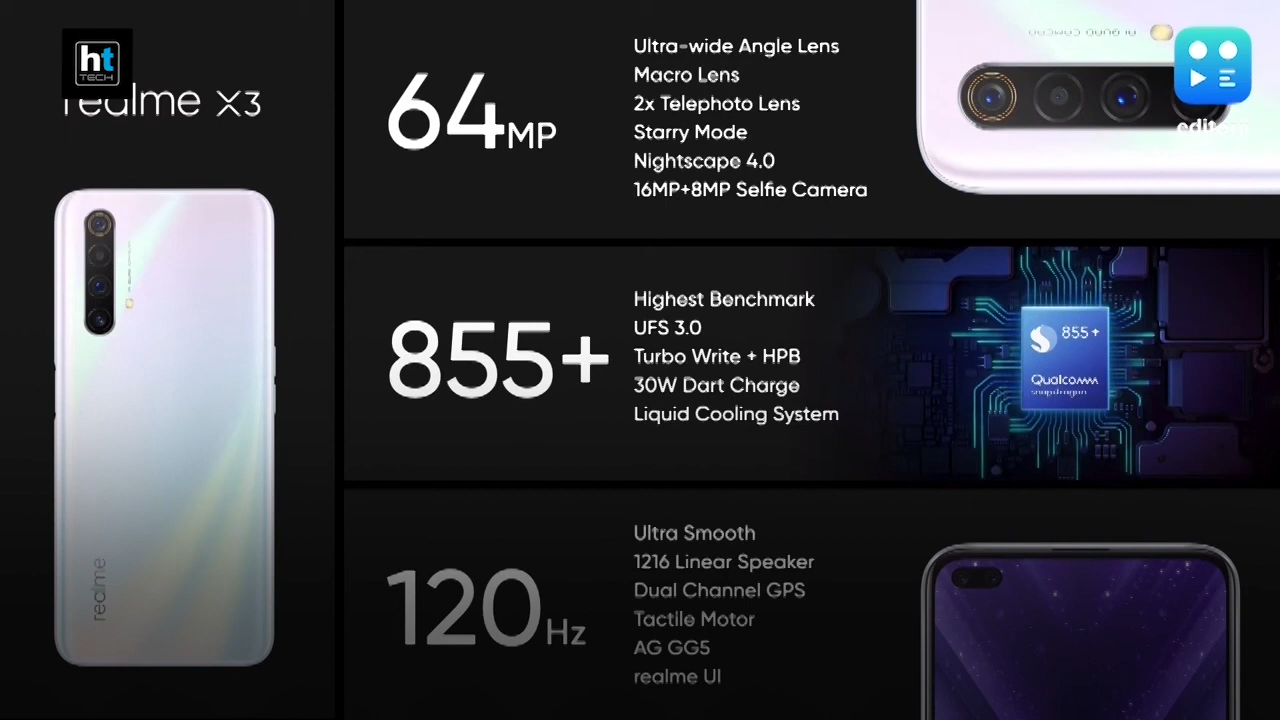 ht
TECH
realme X3
64MP
Ultra-wide Angle Lens
Macro Lens
2x Telephoto Lens
Starry Mode
Nightscape 4.0
16MP+8MP Selfie Camera
855+
Highest Benchmark
UFS 3.0
Turbo Write + HPB
30W Dart Charge
Liquid Cooling System
855+
Qualcomm
snapdragon
120Hz
Ultra Smooth
1216 Linear Speaker
Dual Channel GPS
Tactile Motor
AG GG5
realme UI
realme